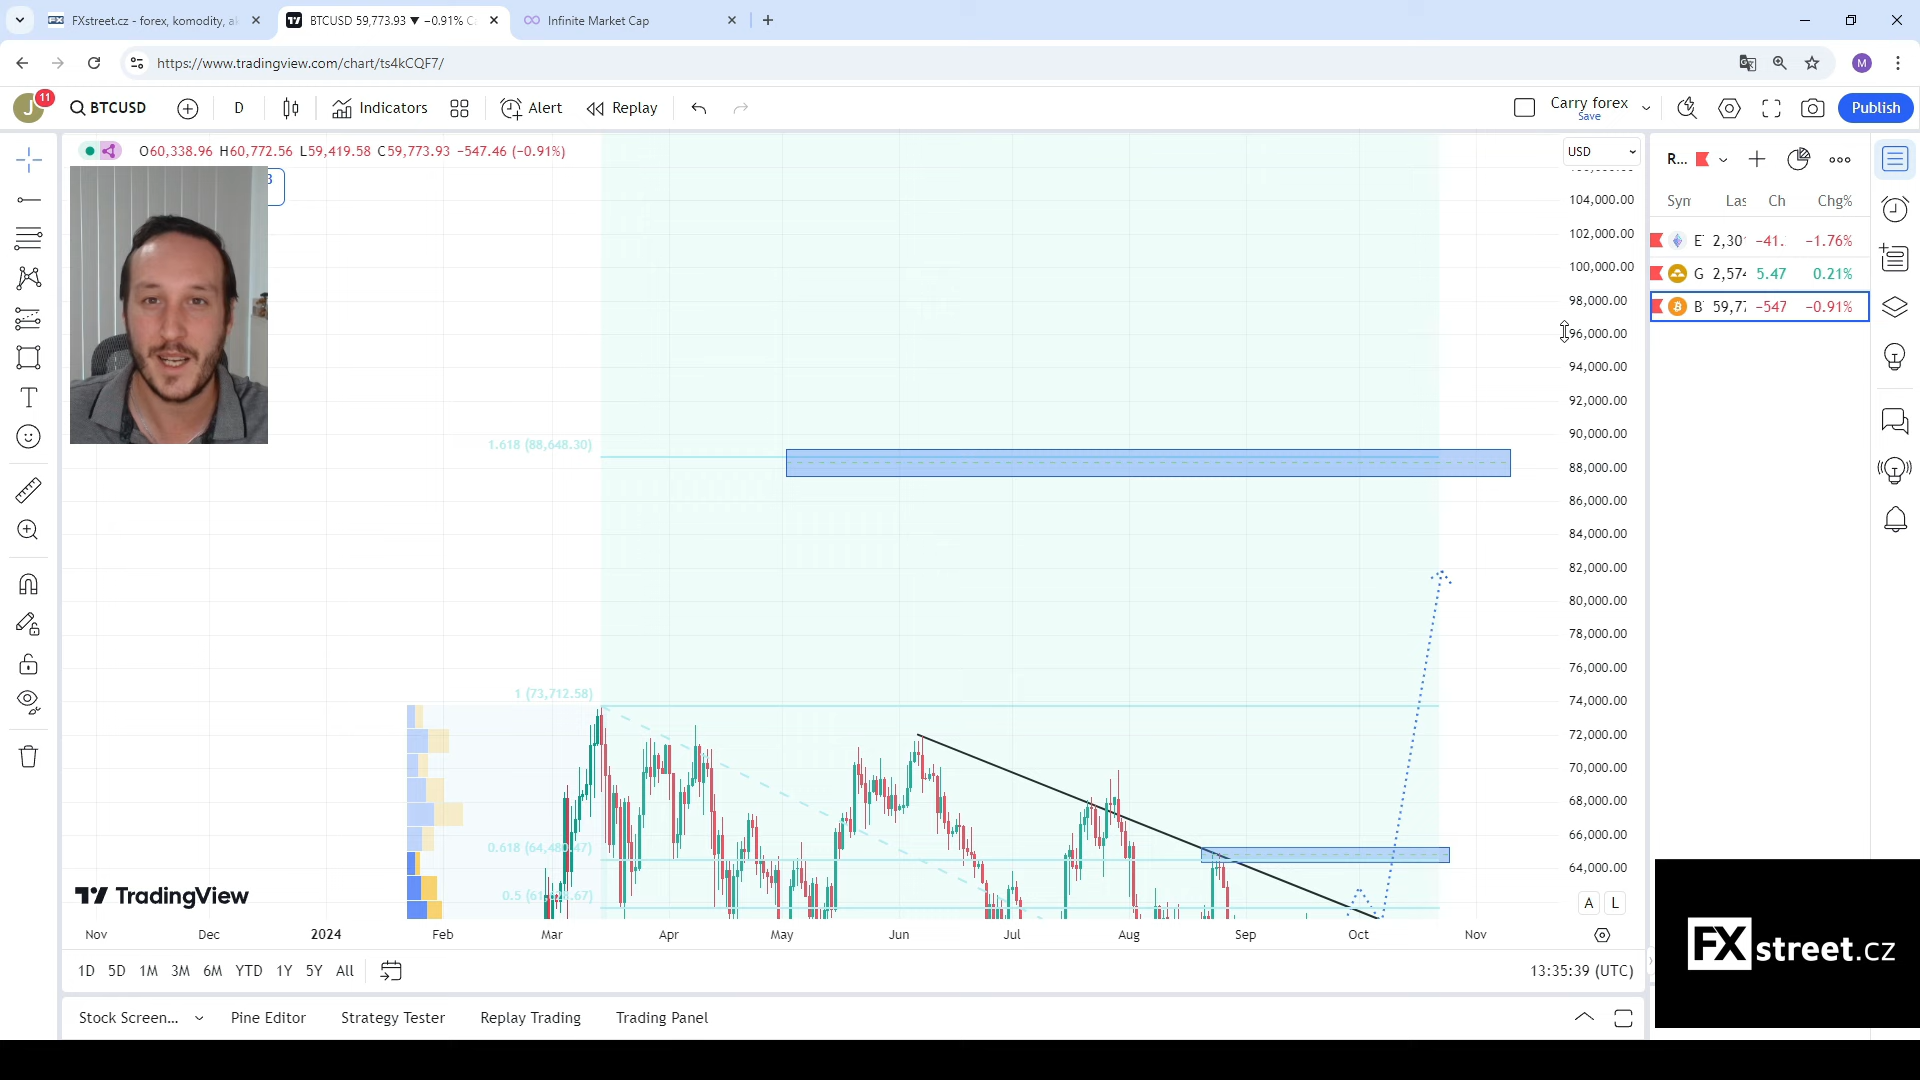 FXstreet.cz - forex, komodity, a
BTCUSD 59,773.93 ▼ −0.91% C
Infinite Market Cap
https://www.tradingview.com/chart/ts4kCQF7/
M
J
11
BTCUSD
D
Indicators
Alert
Replay
Carry forex
Save
Publish
O60,338.96 H60,772.56 L59,419.58 C59,773.93 −547.46 (−0.91%)
USD
3
R...
Syn Las Ch Chg%
E 2,30 −41. −1.76%
G 2,574 5.47 0.21%
B 59,77 −547 −0.91%
104,000.00
102,000.00
100,000.00
98,000.00
96,000.00
94,000.00
92,000.00
90,000.00
88,000.00
86,000.00
84,000.00
82,000.00
80,000.00
78,000.00
76,000.00
74,000.00
72,000.00
70,000.00
68,000.00
66,000.00
64,000.00
1.618 (88,648.30)
1 (73,712.58)
0.618 (64,480.47)
TradingView
A L
Nov Dec 2024 Feb Mar Apr May Jun Jul Aug Sep Oct Nov
1D 5D 1M 3M 6M YTD 1Y 5Y All
13:35:39 (UTC)
Stock Screen... Pine Editor Strategy Tester Replay Trading Trading Panel
FXstreet.cz